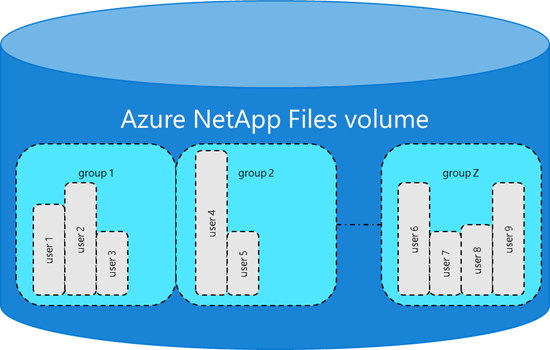 Azure NetApp Files volume
group 1
user 1
user 2
user 3
group 2
user 4
user 5
group Z
user 6
user 7
user 8
user 9